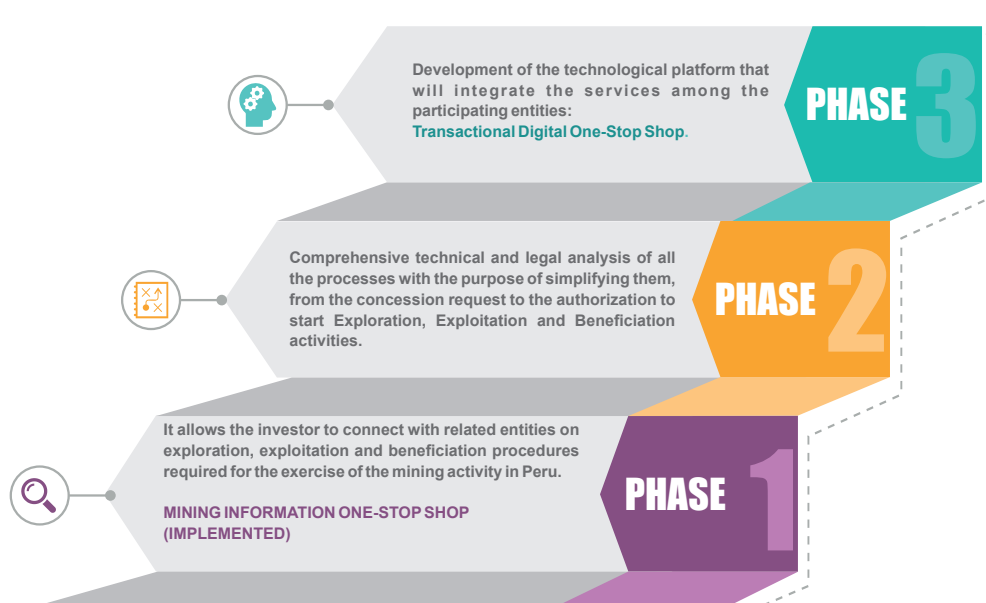 Development of the technological platform that
will integrate the services among the
participating entities:
Transactional Digital One-Stop Shop.
PHASE 3
Comprehensive technical and legal analysis of all
the processes with the purpose of simplifying them,
from the concession request to the authorization to
start Exploration, Exploitation and Beneficiation
activities.
PHASE 2
It allows the investor to connect with related entities on
exploration, exploitation and beneficiation procedures
required for the exercise of the mining activity in Peru.
MINING INFORMATION ONE-STOP SHOP
(IMPLEMENTED)
PHASE 1